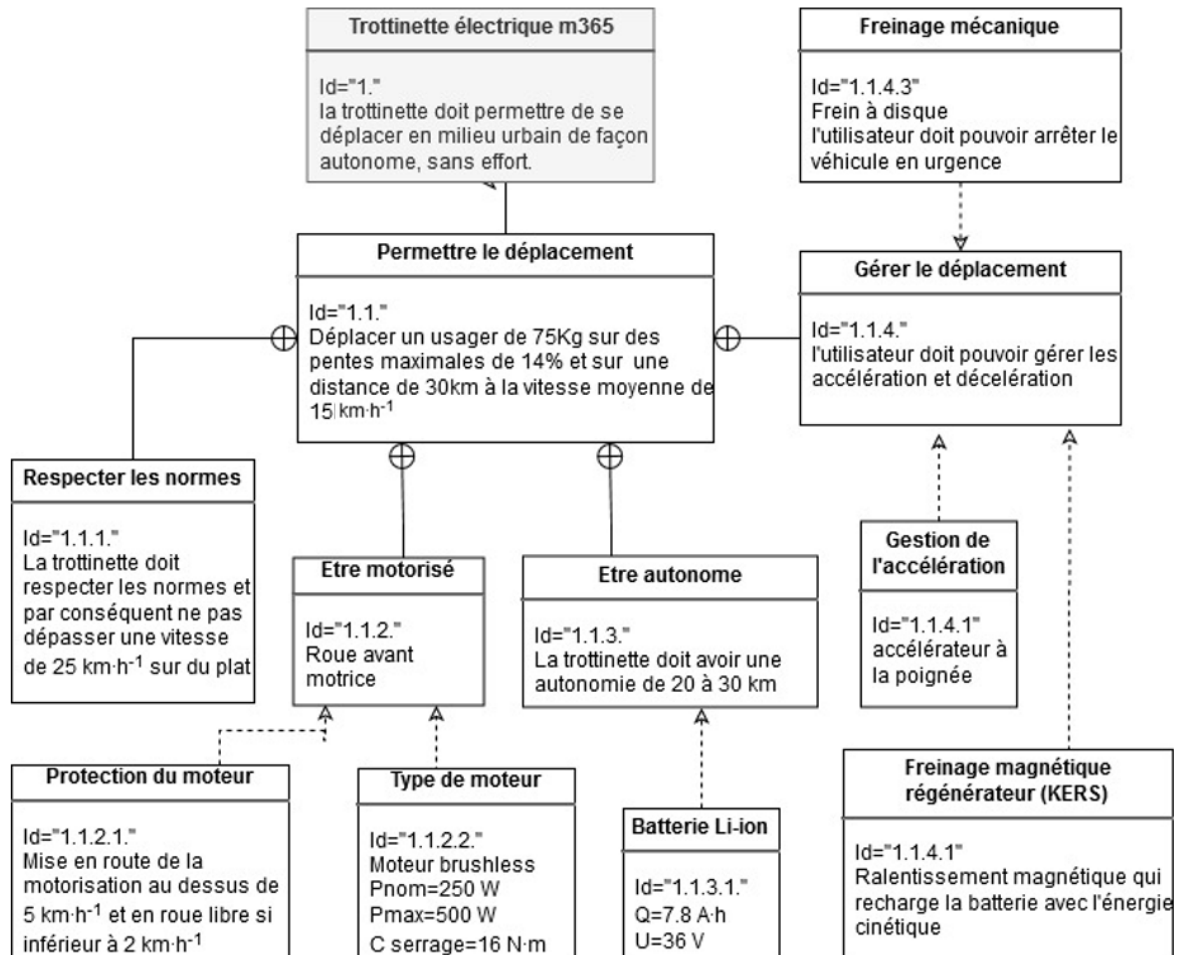 Trottinette électrique m365
Id="1."
la trottinette doit permettre de se
déplacer en milieu urbain de façon
autonome, sans effort.
Freinage mécanique
Id="1.1.4.3"
Frein à disque
l'utilisateur doit pouvoir arrêter le
véhicule en urgence
Permettre le déplacement
Id="1.1."
Déplacer un usager de 75Kg sur des
pentes maximales de 14% et sur une
distance de 30km à la vitesse moyenne de
15 km·h⁻¹
Gérer le déplacement
Id="1.1.4."
l'utilisateur doit pouvoir gérer les
accélération et décelération
Respecter les normes
Id="1.1.1."
La trottinette doit
respecter les normes et
par conséquent ne pas
dépasser une vitesse
de 25 km·h⁻¹ sur du plat
Etre motorisé
Id="1.1.2."
Roue avant
motrice
Etre autonome
Id="1.1.3."
La trottinette doit avoir une
autonomie de 20 à 30 km
Gestion de
l'accélération
Id="1.1.4.1"
accélérateur à
la poignée
Protection du moteur
Id="1.1.2.1."
Mise en route de la
motorisation au dessus de
5 km·h⁻¹ et en roue libre si
inférieur à 2 km·h⁻¹
Type de moteur
Id="1.1.2.2."
Moteur brushless
Pnom=250 W
Pmax=500 W
C serrage=16 N·m
Batterie Li-ion
Id="1.1.3.1."
Q=7.8 A·h
U=36 V
Freinage magnétique
régénérateur (KERS)
Id="1.1.4.1"
Ralentissement magnétique qui
recharge la batterie avec l'énergie
cinétique